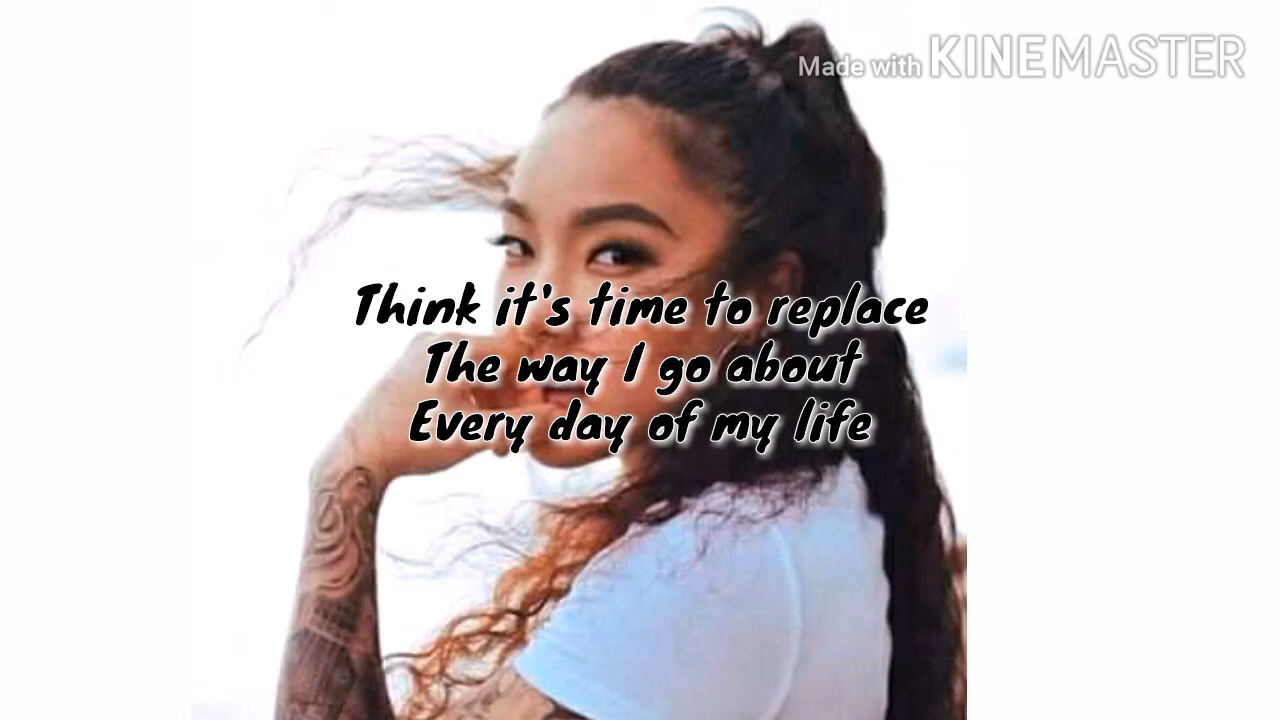 Made with KINEMASTER
Think it's time to replace
The way I go about
Every day of my life